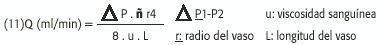 (11)Q (ml/min) = Δ P . ñ r4 / 8 . u . L
Δ P1-P2 u: viscosidad sanguínea
r: radio del vaso L: longitud del vaso